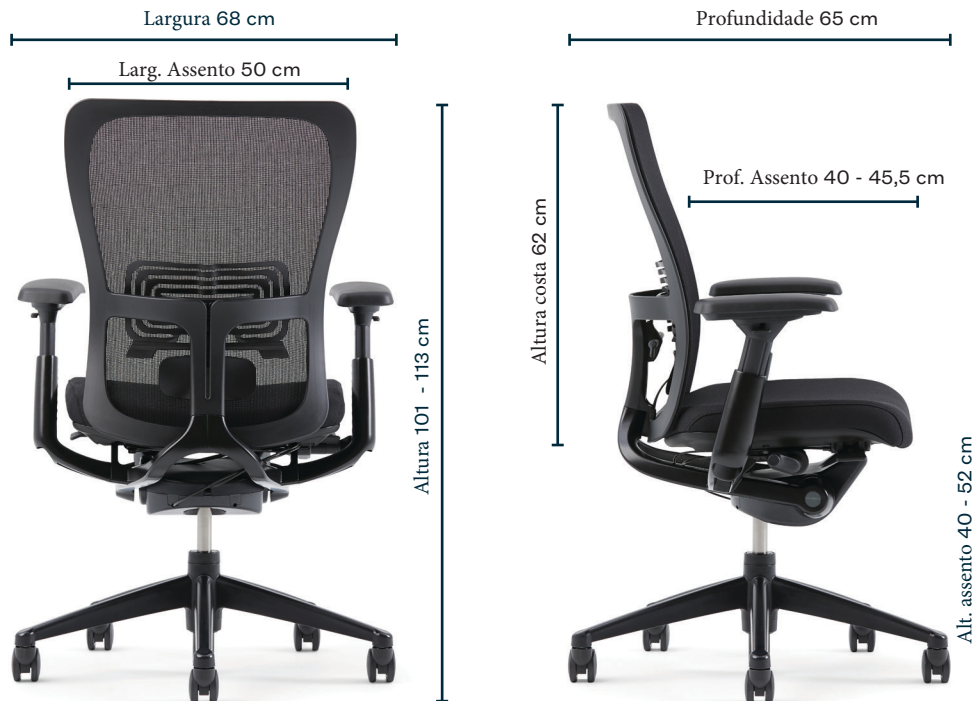 Largura 68 cm
Profundidade 65 cm
Larg. Assento 50 cm
Prof. Assento 40 - 45,5 cm
Altura 101 - 113 cm
Altura costa 62 cm
Alt. assento 40 - 52 cm